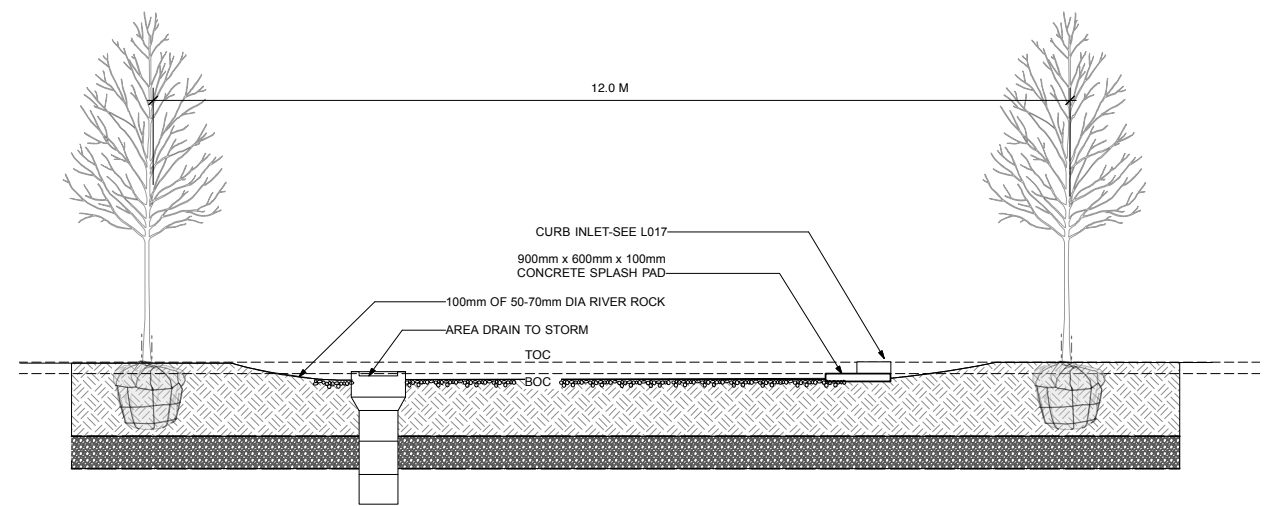 12.0 M
CURB INLET-SEE L017
900mm x 600mm x 100mm
CONCRETE SPLASH PAD
100mm OF 50-70mm DIA RIVER ROCK
AREA DRAIN TO STORM
TOC
BOC